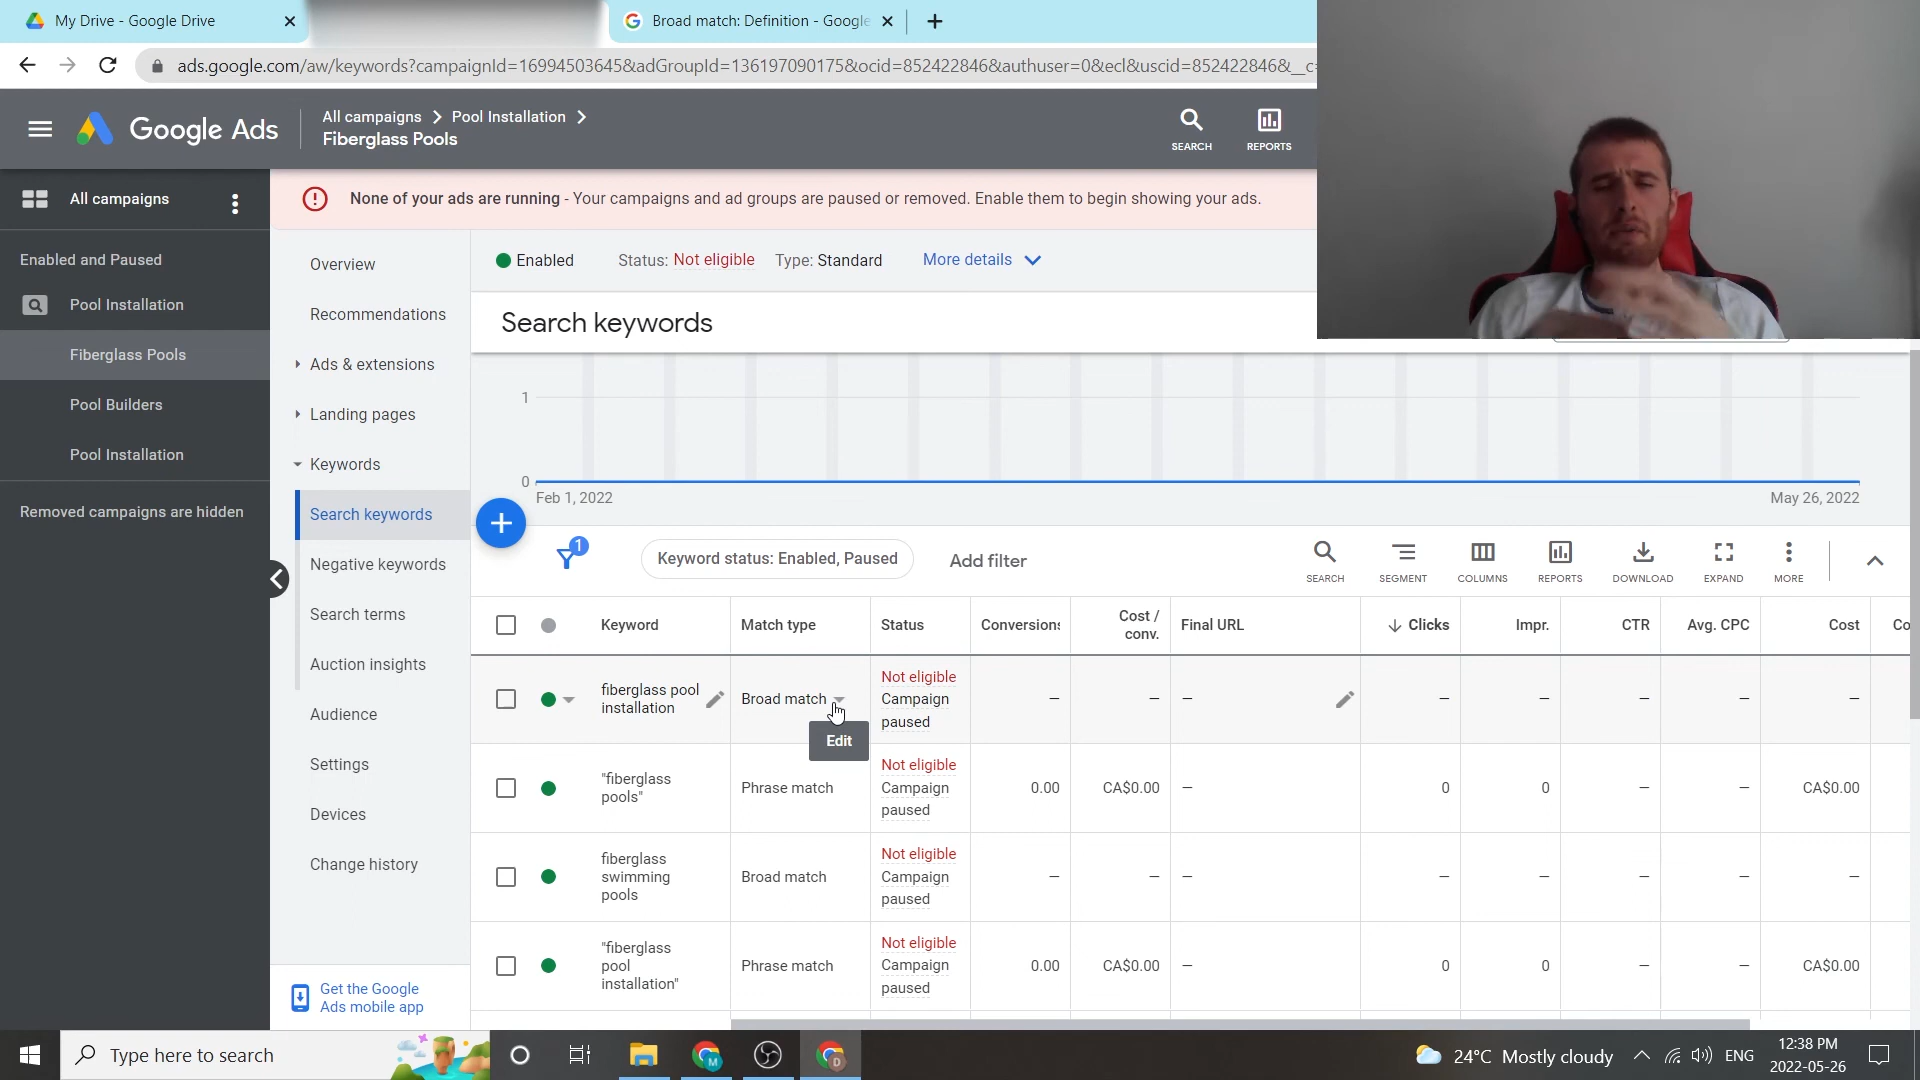 My Drive - Google Drive
Broad match: Definition - Google
ads.google.com/aw/keywords?campaignId=16994503645&adGroupId=136197090175&ocid=852422846&authuser=0&ecl&uscid=852422846&__c=
Google Ads
All campaigns
Pool Installation
Fiberglass Pools
SEARCH
REPORTS
All campaigns
None of your ads are running - Your campaigns and ad groups are paused or removed. Enable them to begin showing your ads.
Enabled and Paused
Pool Installation
Fiberglass Pools
Pool Builders
Pool Installation
Removed campaigns are hidden
Overview
Recommendations
Ads & extensions
Landing pages
Keywords
Search keywords
Negative keywords
Search terms
Auction insights
Audience
Settings
Devices
Change history
Get the Google
Ads mobile app
Enabled
Status: Not eligible
Type: Standard
More details
Search keywords
1
0
Feb 1, 2022
May 26, 2022
1
Keyword status: Enabled, Paused
Add filter
SEARCH
SEGMENT
COLUMNS
REPORTS
DOWNLOAD
EXPAND
MORE
Keyword
Match type
Status
Conversions
Cost /
conv.
Final URL
Clicks
Impr.
CTR
Avg. CPC
Cost
Co
fiberglass pool
installation
Broad match
Not eligible
Campaign
paused
—
—
—
—
—
—
—
—
Edit
"fiberglass
pools"
Phrase match
Not eligible
Campaign
paused
0.00
CA$0.00
—
0
0
—
—
CA$0.00
fiberglass
swimming
pools
Broad match
Not eligible
Campaign
paused
—
—
—
—
—
—
—
—
"fiberglass
pool
installation"
Phrase match
Not eligible
Campaign
paused
0.00
CA$0.00
—
0
0
—
—
CA$0.00
Type here to search
M
D
24°C Mostly cloudy
ENG
12:38 PM
2022-05-26